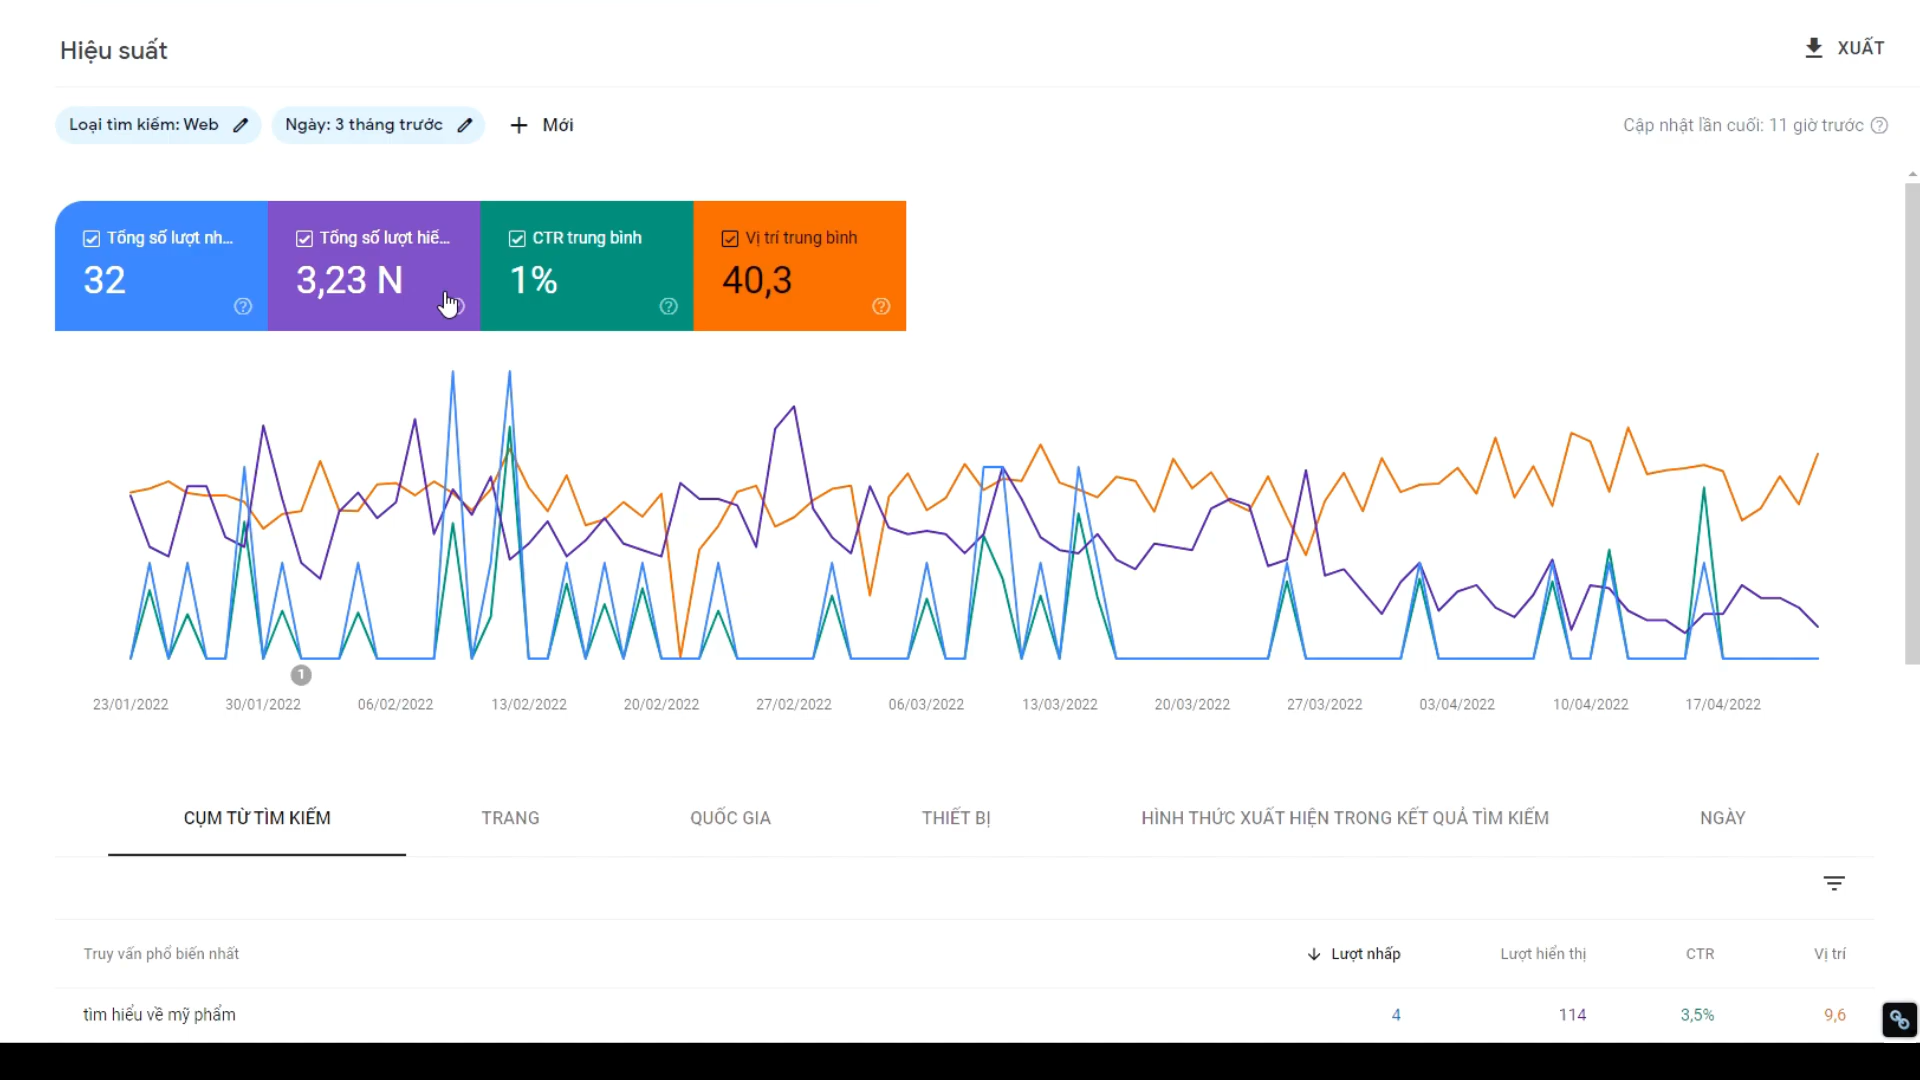 Hiệu suất
XUẤT
Loại tìm kiếm: Web
Ngày: 3 tháng trước
Mới
Cập nhật lần cuối: 11 giờ trước
Tổng số lượt nh...
Tổng số lượt hiể...
CTR trung bình
Vị trí trung bình
32
3,23 N
1%
40,3
1
23/01/2022
30/01/2022
06/02/2022
13/02/2022
20/02/2022
27/02/2022
06/03/2022
13/03/2022
20/03/2022
27/03/2022
03/04/2022
10/04/2022
17/04/2022
CỤM TỪ TÌM KIẾM
TRANG
QUỐC GIA
THIẾT BỊ
HÌNH THỨC XUẤT HIỆN TRONG KẾT QUẢ TÌM KIẾM
NGÀY
Truy vấn phổ biến nhất
Lượt nhấp
Lượt hiển thị
CTR
Vị trí
tìm hiểu về mỹ phẩm
4
114
3,5%
9,6